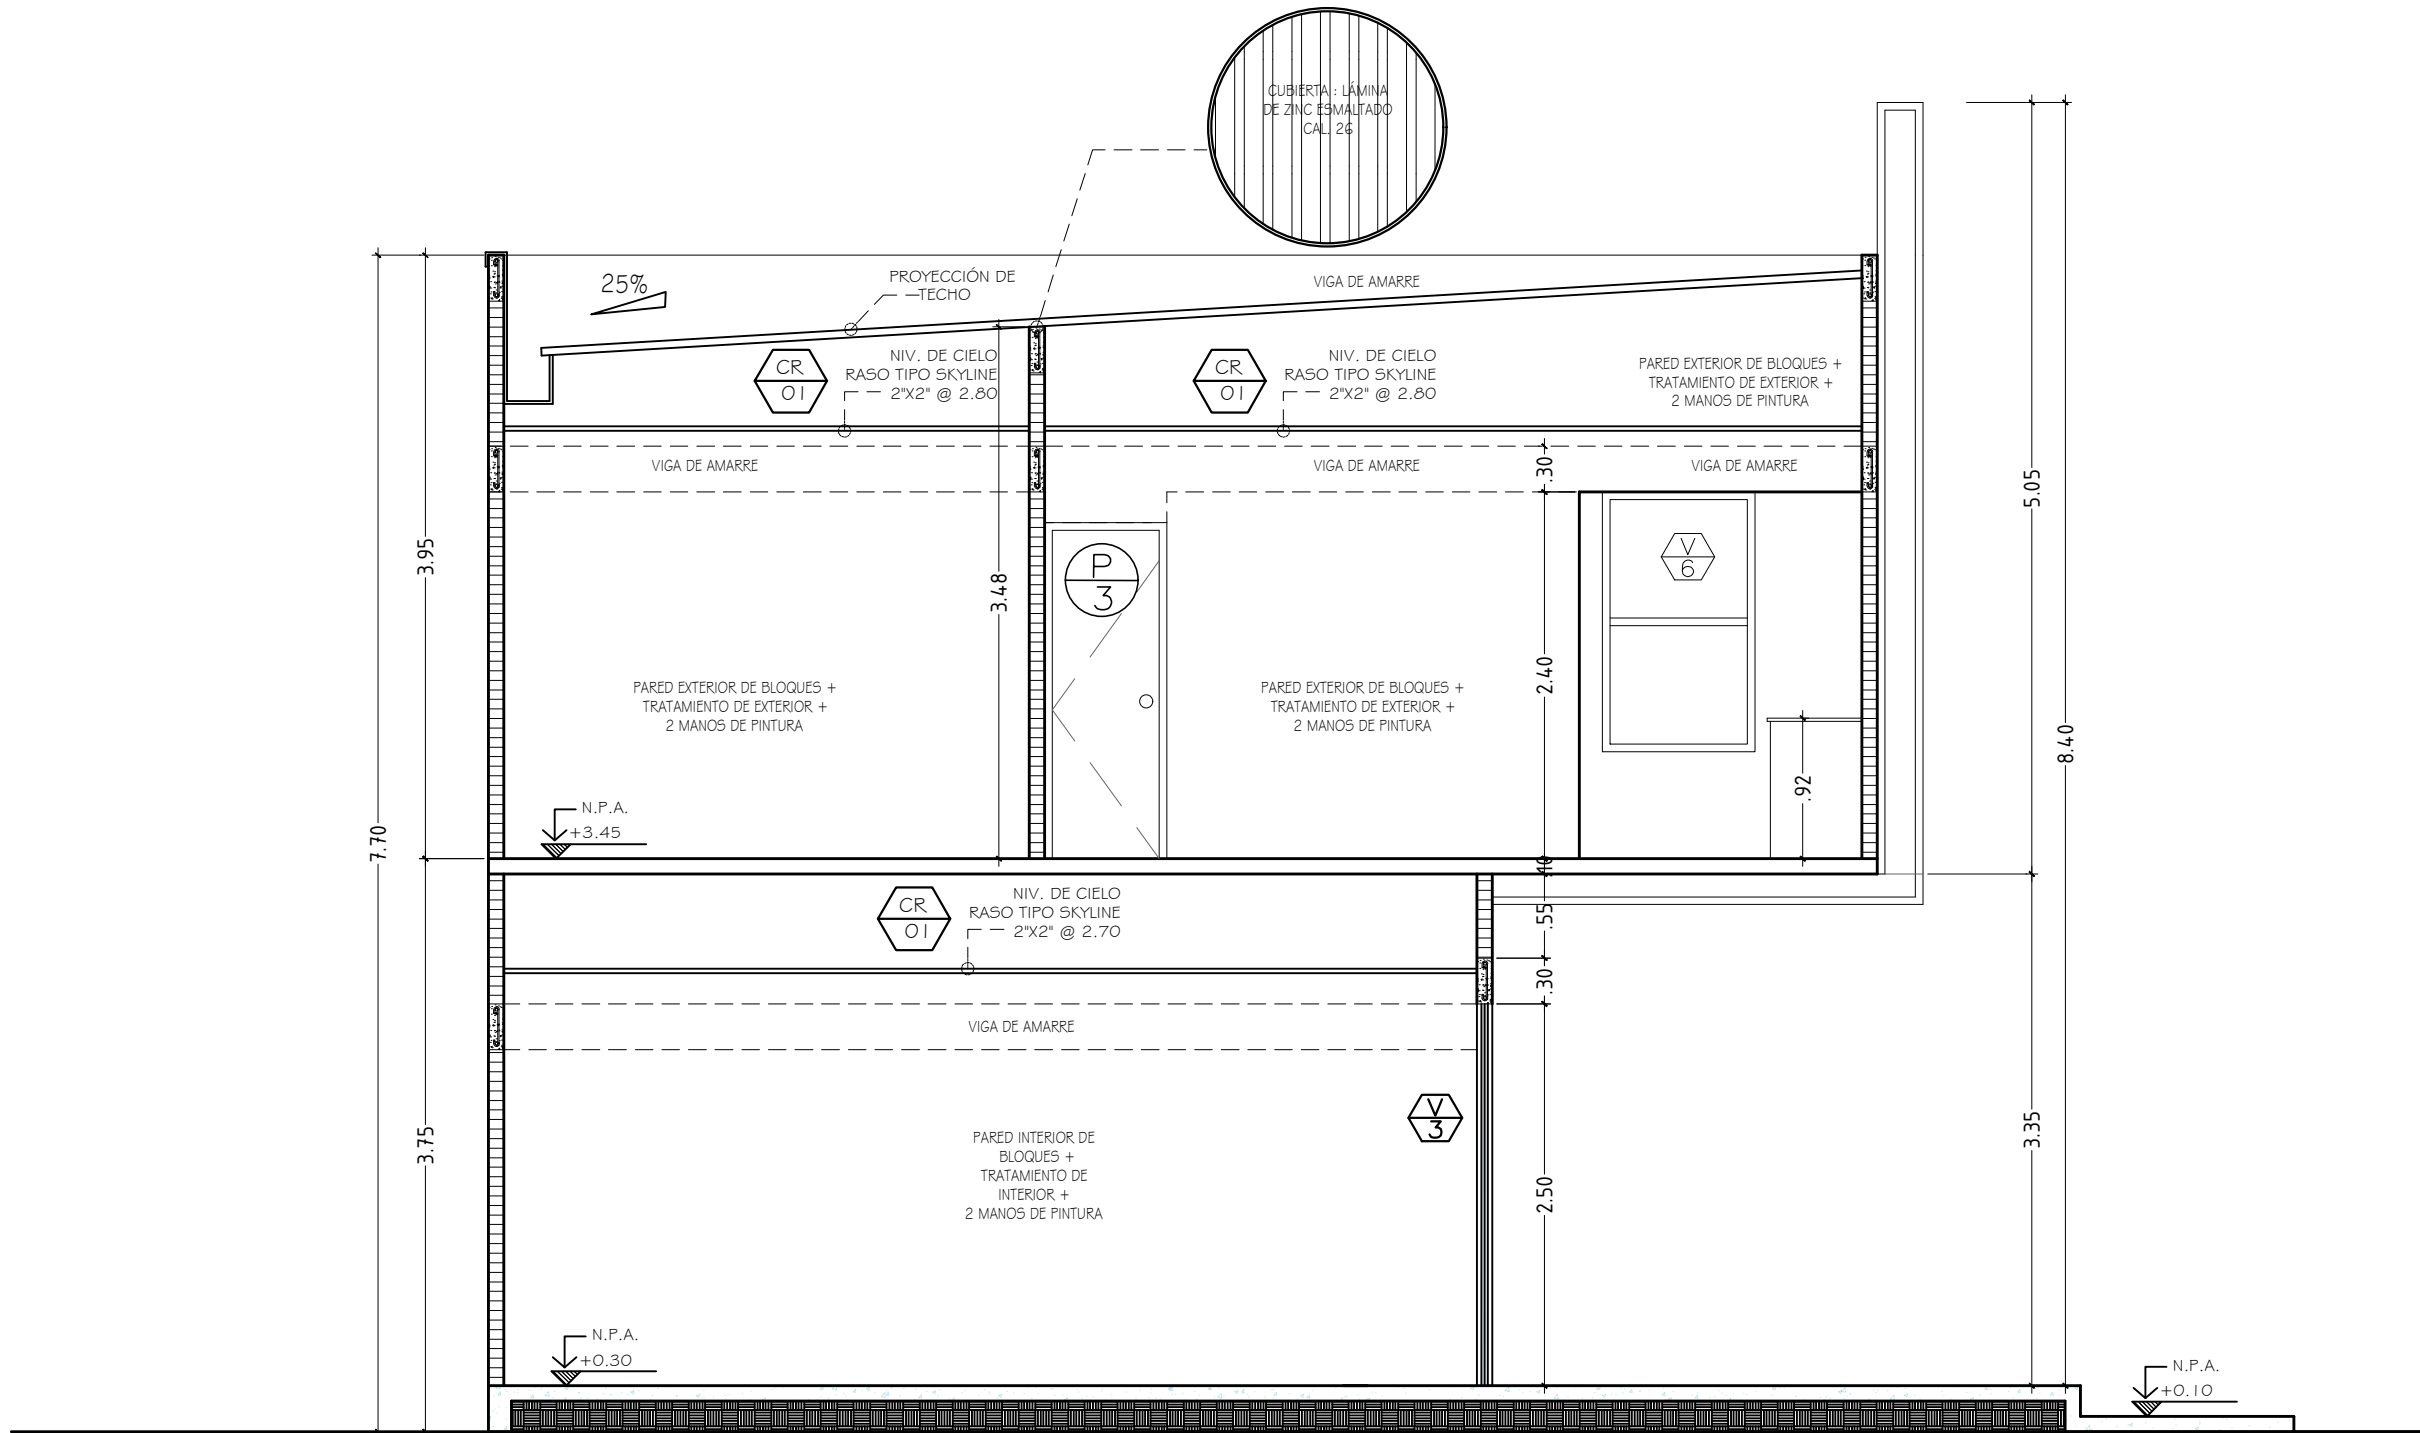 CUBIERTA : LÁMINA
DE ZINC ESMALTADO
CAL. 26
25%
PROYECCIÓN DE
TECHO
VIGA DE AMARRE
CR
01
NIV. DE CIELO
RASO TIPO SKYLINE
2"X2" @ 2.80
CR
01
NIV. DE CIELO
RASO TIPO SKYLINE
2"X2" @ 2.80
PARED EXTERIOR DE BLOQUES +
TRATAMIENTO DE EXTERIOR +
2 MANOS DE PINTURA
VIGA DE AMARRE
VIGA DE AMARRE
.30
VIGA DE AMARRE
5.05
3.95
3.48
P
3
V
6
2.40
PARED EXTERIOR DE BLOQUES +
TRATAMIENTO DE EXTERIOR +
2 MANOS DE PINTURA
PARED EXTERIOR DE BLOQUES +
TRATAMIENTO DE EXTERIOR +
2 MANOS DE PINTURA
8.40
.92
7.70
N.P.A.
+3.45
.10
CR
01
NIV. DE CIELO
RASO TIPO SKYLINE
2"X2" @ 2.70
.55
.30
VIGA DE AMARRE
V
3
3.75
3.35
PARED INTERIOR DE
BLOQUES +
TRATAMIENTO DE
INTERIOR +
2 MANOS DE PINTURA
2.50
N.P.A.
+0.30
N.P.A.
+0.10